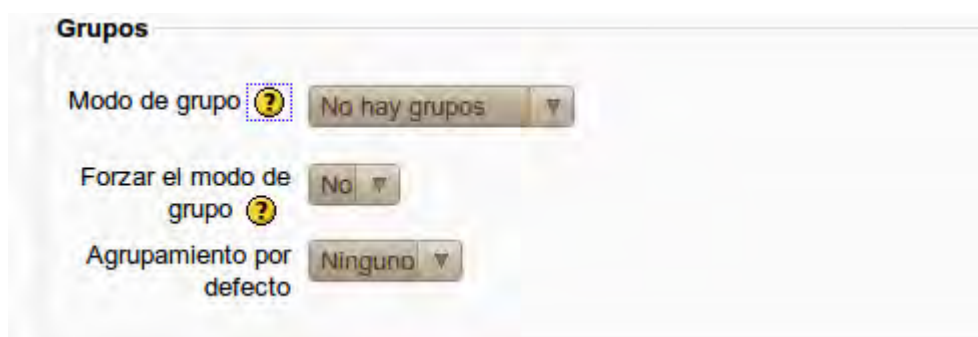 Grupos
Modo de grupo ? No hay grupos
Forzar el modo de
grupo ? No
Agrupamiento por
defecto Ninguno